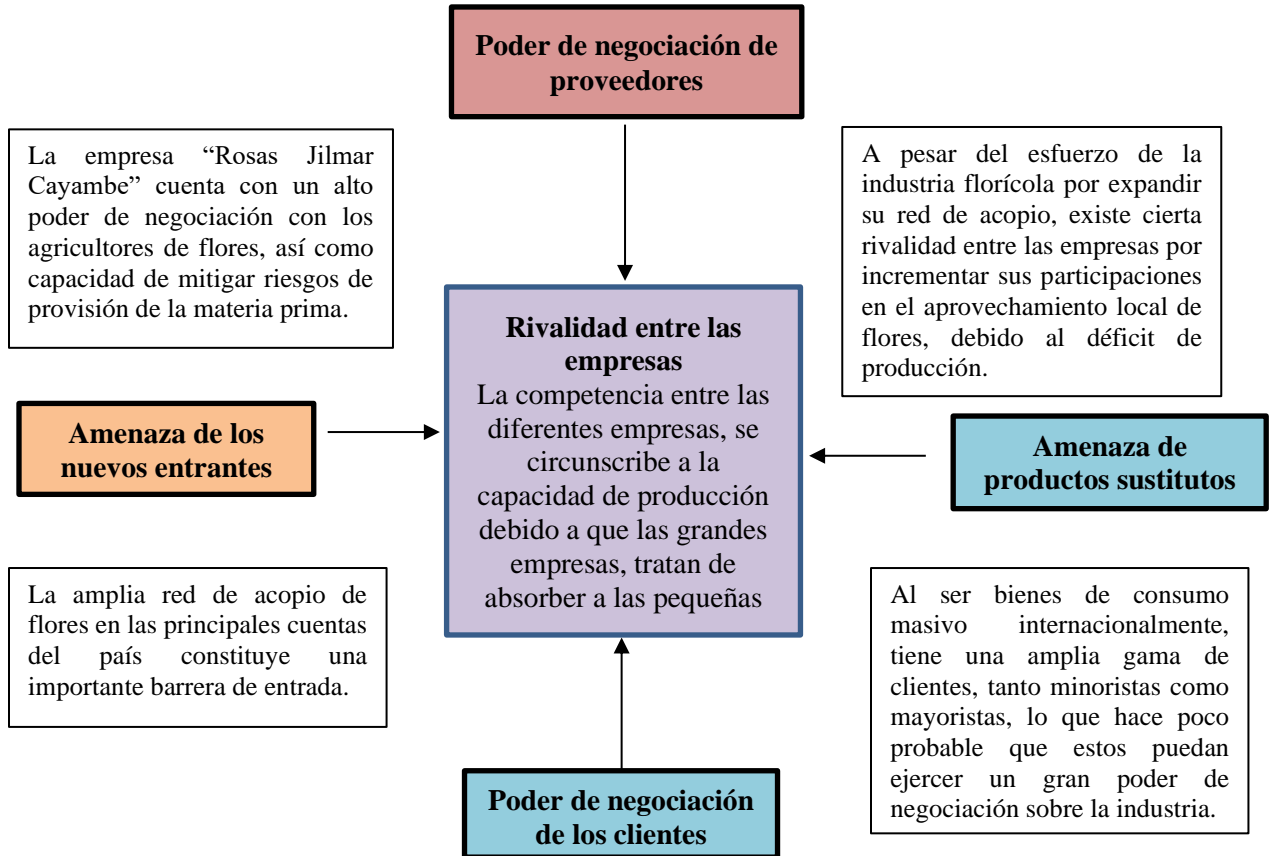 Poder de negociación de
proveedores
La empresa “Rosas Jilmar
Cayambe” cuenta con un alto
poder de negociación con los
agricultores de flores, así como
capacidad de mitigar riesgos de
provisión de la materia prima.
A pesar del esfuerzo de la
industria florícola por expandir
su red de acopio, existe cierta
rivalidad entre las empresas por
incrementar sus participaciones
en el aprovechamiento local de
flores, debido al déficit de
producción.
Rivalidad entre las
empresas
La competencia entre las
diferentes empresas, se
circunscribe a la
capacidad de producción
debido a que las grandes
empresas, tratan de
absorber a las pequeñas
Amenaza de los
nuevos entrantes
Amenaza de
productos sustitutos
La amplia red de acopio de
flores en las principales cuentas
del país constituye una
importante barrera de entrada.
Al ser bienes de consumo
masivo internacionalmente,
tiene una amplia gama de
clientes, tanto minoristas como
mayoristas, lo que hace poco
probable que estos puedan
ejercer un gran poder de
negociación sobre la industria.
Poder de negociación
de los clientes